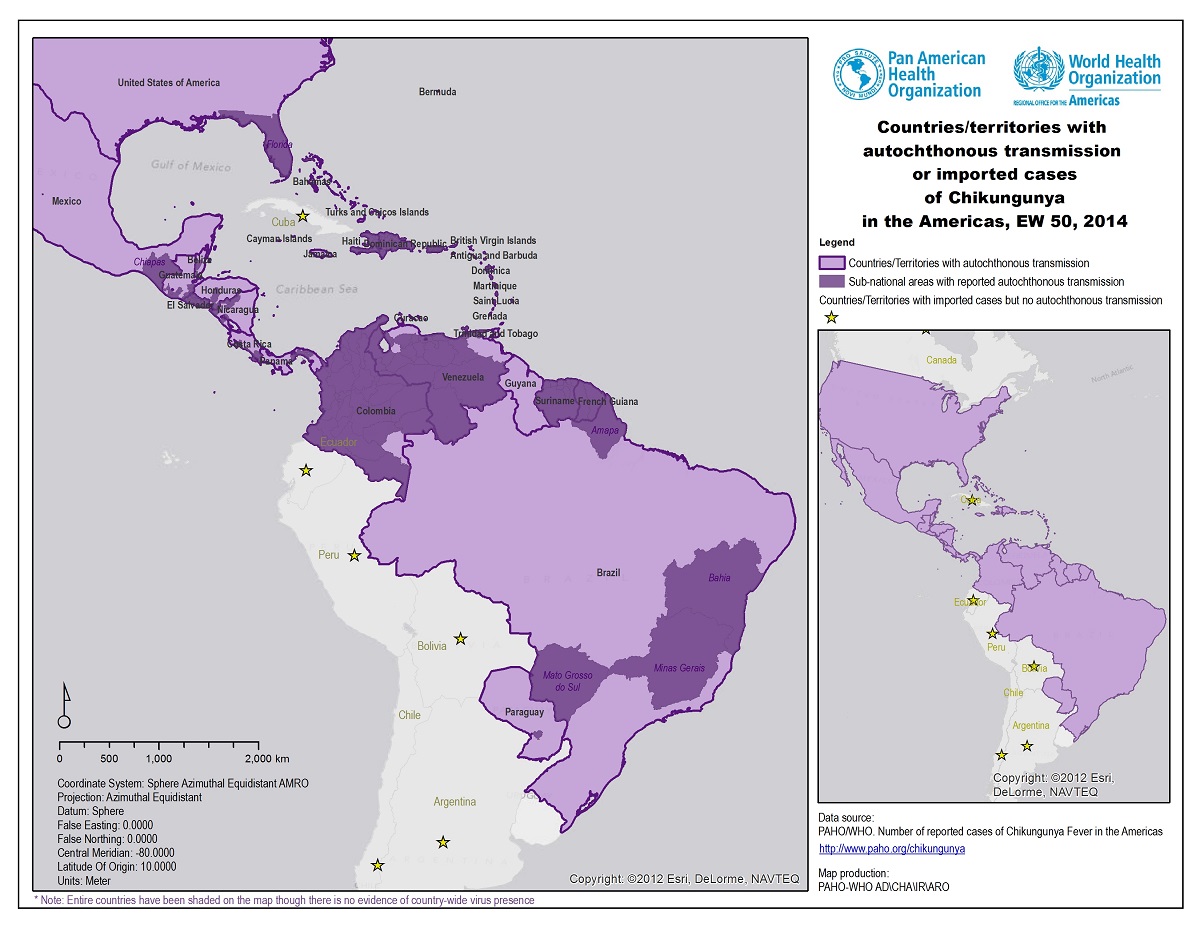 United States of America
Bermuda
Florida
Gulf of Mexico
Mexico
Bahamas
Cuba
Turks and Caicos Islands
Cayman Islands
Haiti
Dominican Republic
British Virgin Islands
Jamaica
Antigua and Barbuda
Chiapas
Belize
Guatemala
Dominica
Honduras
Caribbean Sea
Martinique
El Salvador
Nicaragua
Saint Lucia
Curacao
Grenada
Trinidad and Tobago
Costa Rica
Panama
Venezuela
Guyana
Colombia
Suriname
French Guiana
Amapa
Ecuador
Peru
Brazil
Bahia
Bolivia
Mato Grosso
do Sul
Minas Gerais
Chile
Paraguay
Argentina
0 500 1,000 2,000 km
Coordinate System: Sphere Azimuthal Equidistant AMRO
Projection: Azimuthal Equidistant
Datum: Sphere
False Easting: 0.0000
False Northing: 0.0000
Central Meridian: -80.0000
Latitude Of Origin: 10.0000
Units: Meter
Copyright: ©2012 Esri, DeLorme, NAVTEQ
* Note: Entire countries have been shaded on the map though there is no evidence of country-wide virus presence
PRO SALUTE NOVI MUNDI
Pan American
Health
Organization
World Health
Organization
REGIONAL OFFICE FOR THE Americas
Countries/territories with
autochthonous transmission
or imported cases
of Chikungunya
in the Americas, EW 50, 2014
Legend
Countries/Territories with autochthonous transmission
Sub-national areas with reported autochthonous transmission
Countries/Territories with imported cases but no autochthonous transmission
Canada
North Atlantic
Cuba
Ecuador
Peru
Bolivia
Chile
Argentina
Copyright: ©2012 Esri,
DeLorme, NAVTEQ
Data source:
PAHO/WHO. Number of reported cases of Chikungunya Fever in the Americas
http://www.paho.org/chikungunya
Map production:
PAHO-WHO AD\CHA\IR\ARO